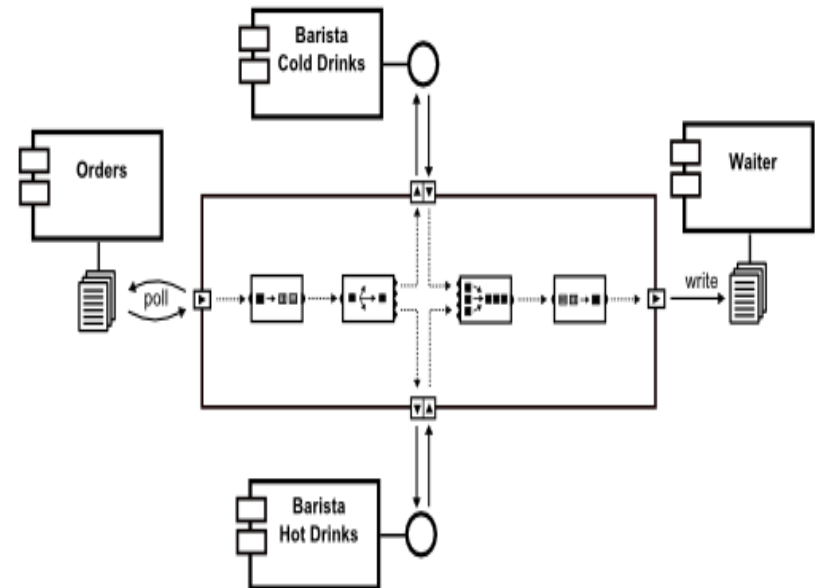 Barista
Cold Drinks
Orders
Waiter
poll
write
Barista
Hot Drinks